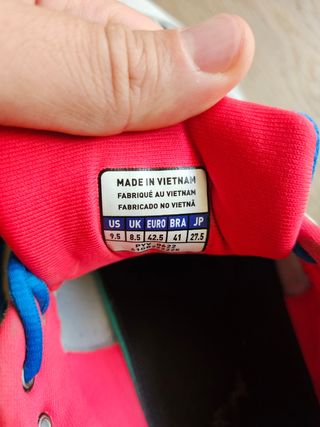 MADE IN VIETNAM
FABRIQUÉ AU VIETNAM
FABRICADO NO VIETNÃ
US UK EURO BRA JP
9.5 8.5 42.5 41 27.5